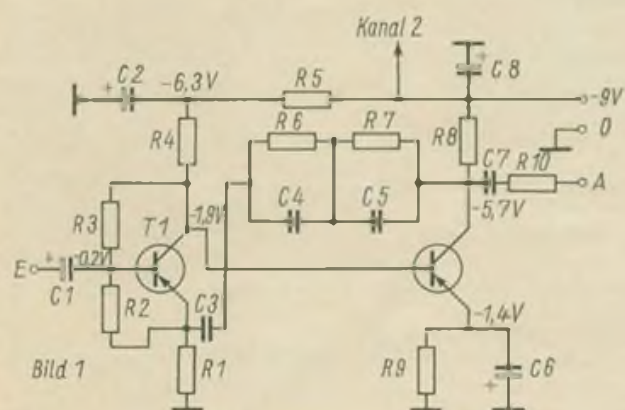 Kanal 2
+
C2
-6,3V
R5
+
C8
-9V
R6
R7
0
R4
R8
C7
R10
A
R3
T1
-1,9V
C4
C5
-5,7V
E
+
-0,2V
C1
R2
C3
-1,4V
Bild 1
R1
R9
+
C6